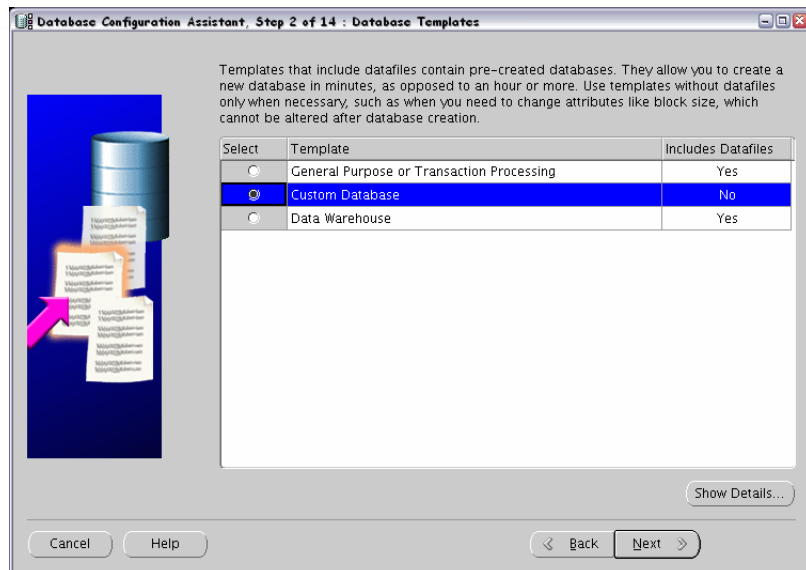 Database Configuration Assistant, Step 2 of 14 : Database Templates
Templates that include datafiles contain pre-created databases. They allow you to create a
new database in minutes, as opposed to an hour or more. Use templates without datafiles
only when necessary, such as when you need to change attributes like block size, which
cannot be altered after database creation.
Select Template Includes Datafiles
General Purpose or Transaction Processing Yes
Custom Database No
Data Warehouse Yes
Show Details...
Cancel Help Back Next